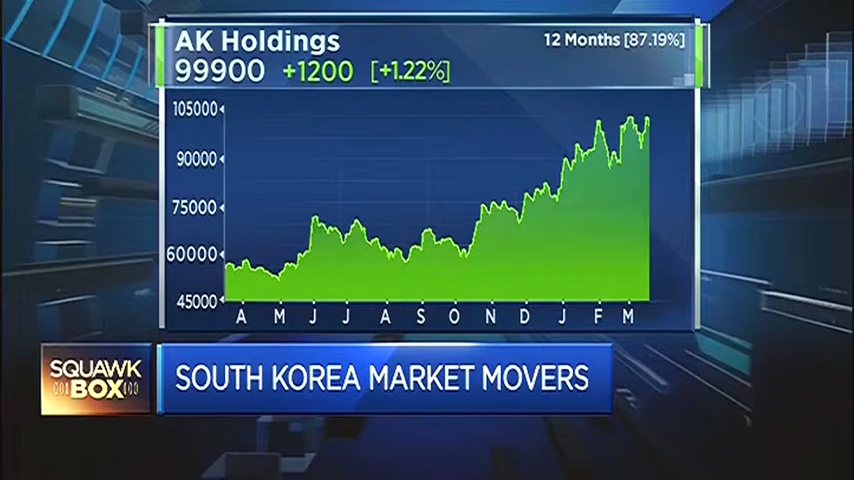 AK Holdings
12 Months [87.19%]
99900 +1200 [+1.22%]
105000
90000
75000
60000
45000
A M J J A S O N D J F M
SQUAWK
BOX
SOUTH KOREA MARKET MOVERS